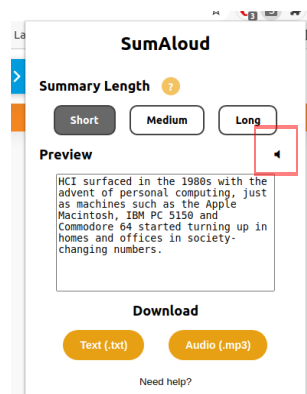 La
3
SumAloud
Summary Length ?
Short Medium Long
Preview
HCI surfaced in the 1980s with the
advent of personal computing, just
as machines such as the Apple
Macintosh, IBM PC 5150 and
Commodore 64 started turning up in
homes and offices in society-
changing numbers.
Download
Text (.txt) Audio (.mp3)
Need help?